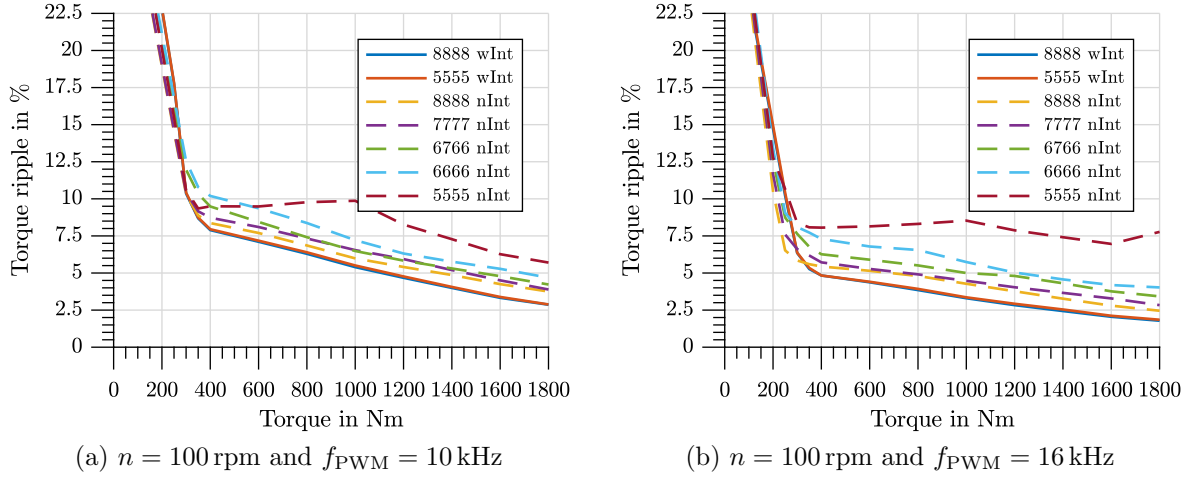 22.5
20
17.5
15
12.5
10
7.5
5
2.5
0
Torque ripple in %
8888 wInt
5555 wInt
8888 nInt
7777 nInt
6766 nInt
6666 nInt
5555 nInt
0 200 400 600 800 1000 1200 1400 1600 1800
Torque in Nm
(a) n = 100 rpm and fPWM = 10 kHz
22.5
20
17.5
15
12.5
10
7.5
5
2.5
0
Torque ripple in %
8888 wInt
5555 wInt
8888 nInt
7777 nInt
6766 nInt
6666 nInt
5555 nInt
0 200 400 600 800 1000 1200 1400 1600 1800
Torque in Nm
(b) n = 100 rpm and fPWM = 16 kHz